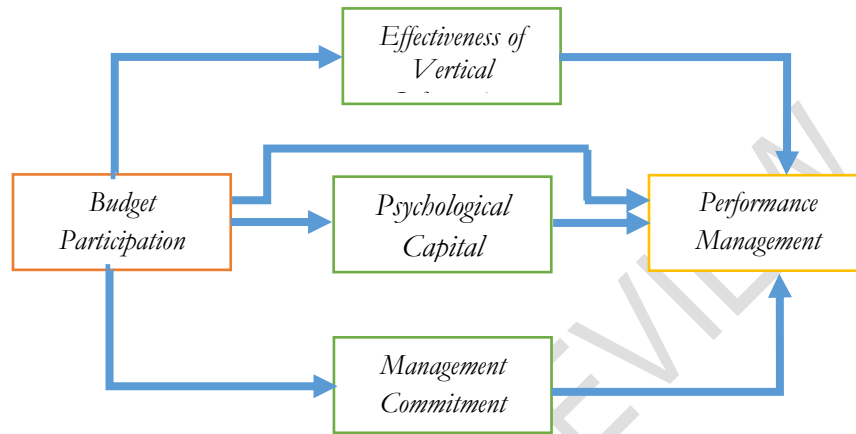 Effectiveness of
Vertical
Budget
Participation
Psychological
Capital
Performance
Management
Management
Commitment